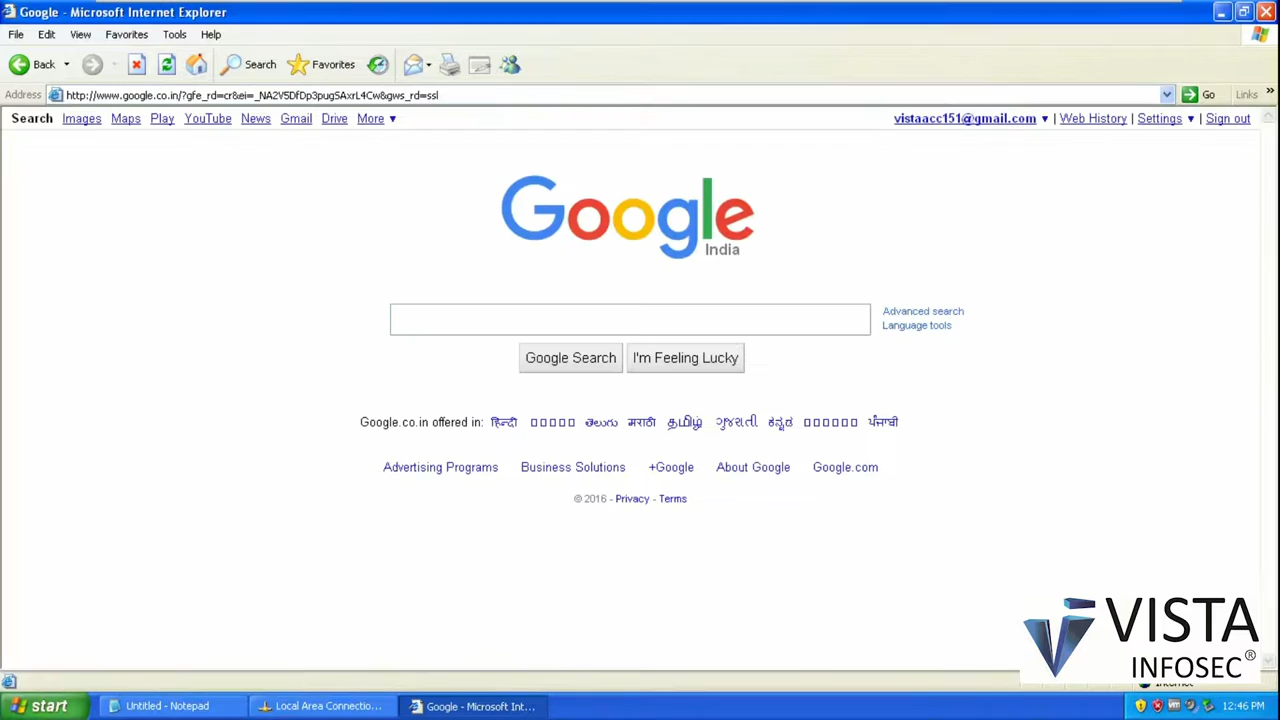 Google - Microsoft Internet Explorer
File Edit View Favorites Tools Help
Back Search Favorites
Address http://www.google.co.in/?gfe_rd=cr&ei=_NA2V5DfDp3pugSAxrL4Cw&gws_rd=ssl Go Links
Search Images Maps Play YouTube News Gmail Drive More vistaacc151@gmail.com | Web History | Settings | Sign out
Google
India
Advanced search
Language tools
Google Search I'm Feeling Lucky
Google.co.in offered in: हिन्दी తెలుగు मराठी தமிழ் ગુજરાતી ಕನ್ನಡ ਪੰਜਾਬੀ
Advertising Programs Business Solutions +Google About Google Google.com
© 2016 - Privacy - Terms
VISTA
INFOSEC®
start Untitled - Notepad Local Area Connectio... Google - Microsoft Int... 12:46 PM